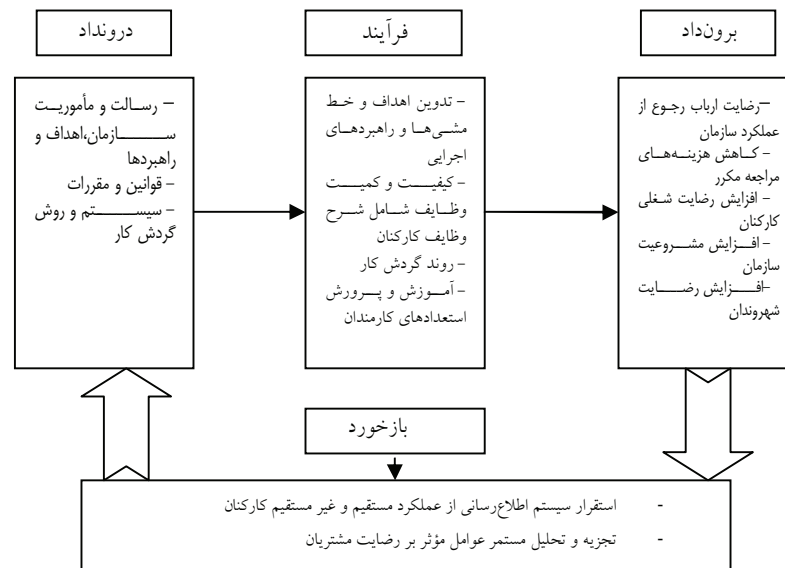 درونداد
فرآیند
برون‌داد
– رسالت و مأموریت
سازمان،اهداف و
راهبردها
– قوانین و مقررات
– سیستم و روش
گردش کار
– تدوین اهداف و خط
مشی‌ها و راهبردهای
اجرایی
– کیفیت و کمیت
وظایف شامل شرح
وظایف کارکنان
– روند گردش کار
– آموزش و پرورش
استعدادهای کارمندان
–رضایت ارباب رجوع از
عملکرد سازمان
– کاهش هزینه‌های
مراجعه مکرر
– افزایش رضایت شغلی
کارکنان
– افزایش مشروعیت
سازمان
–افزایش رضایت
شهروندان
بازخورد
- استقرار سیستم اطلاع‌رسانی از عملکرد مستقیم و غیر مستقیم کارکنان
- تجزیه و تحلیل مستمر عوامل مؤثر بر رضایت مشتریان